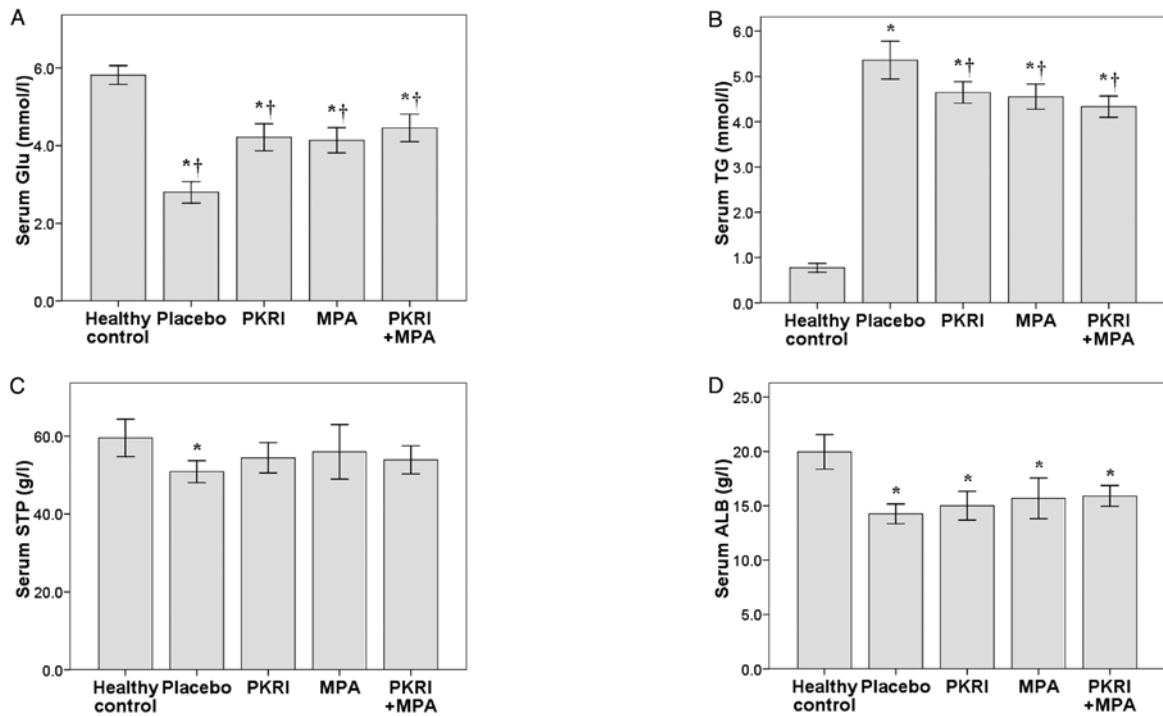 A
Serum Glu (mmol/l)
6.0
4.0
2.0
0.0
*†
*†
*†
*†
Healthy control
Placebo
PKRI
MPA
PKRI +MPA
B
Serum TG (mmol/l)
6.0
5.0
4.0
3.0
2.0
1.0
0.0
*
*†
*†
*†
Healthy control
Placebo
PKRI
MPA
PKRI +MPA
C
Serum STP (g/l)
60.0
40.0
20.0
0.0
*
Healthy control
Placebo
PKRI
MPA
PKRI +MPA
D
Serum ALB (g/l)
25.0
20.0
15.0
10.0
5.0
0.0
*
*
*
*
Healthy control
Placebo
PKRI
MPA
PKRI +MPA